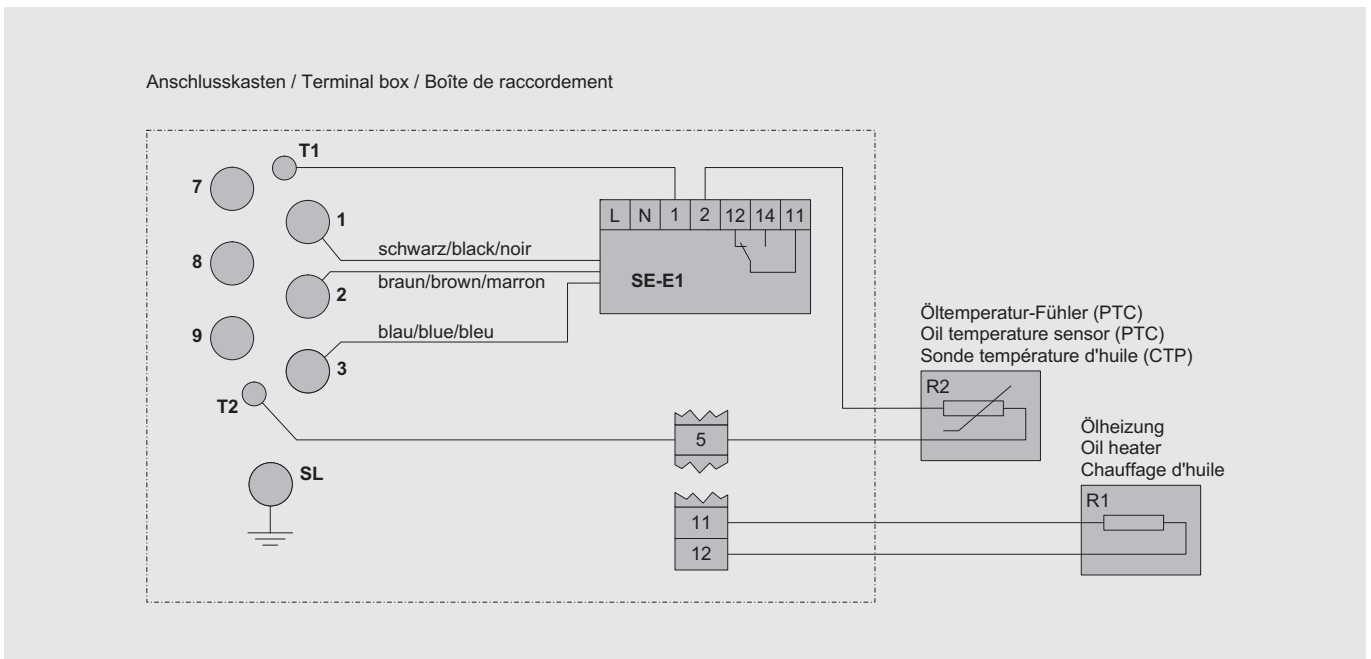 Anschlusskasten / Terminal box / Boîte de raccordement
T1
7
1
L N 1 2 12 14 11
schwarz/black/noir
8
braun/brown/marron
SE-E1
2
9
blau/blue/bleu
3
T2
Öltemperatur-Fühler (PTC)
Oil temperature sensor (PTC)
Sonde température d'huile (CTP)
R2
5
Ölheizung
Oil heater
Chauffage d'huile
SL
R1
11
12